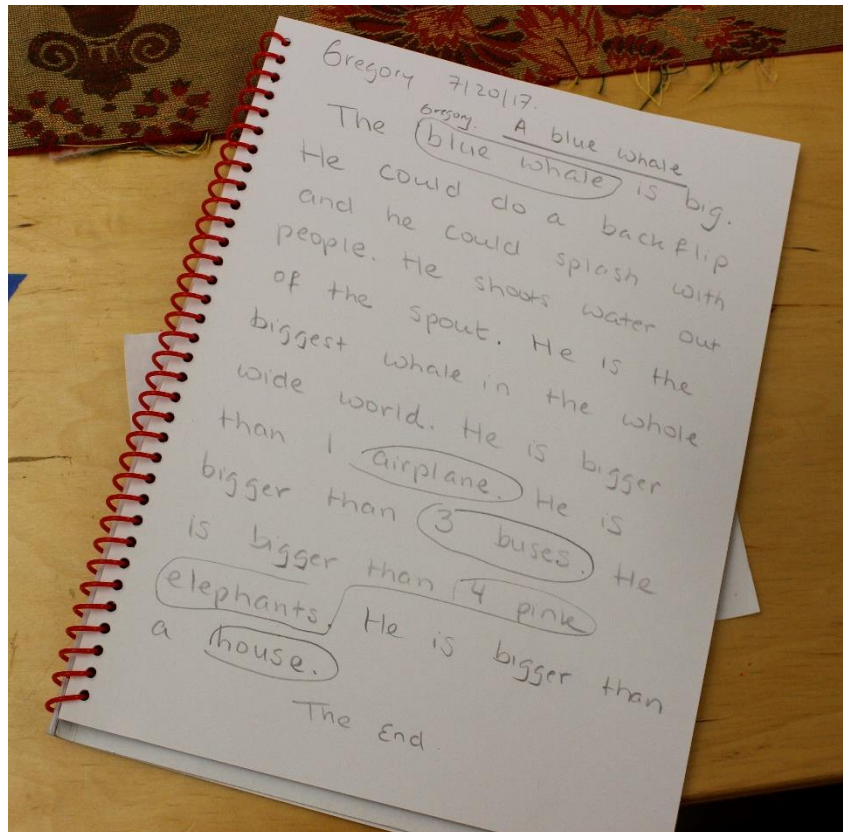 Gregory 7/20/17.
Gregory. A blue whale
The blue whale is big.
He could do a backflip
and he could splash with
people. He shoots water out
of the spout. He is the
biggest whale in the whole
wide world. He is bigger
than 1 airplane. He is
bigger than 3 buses. He
is bigger than 4 pink
elephants. He is bigger than
a house.
The End